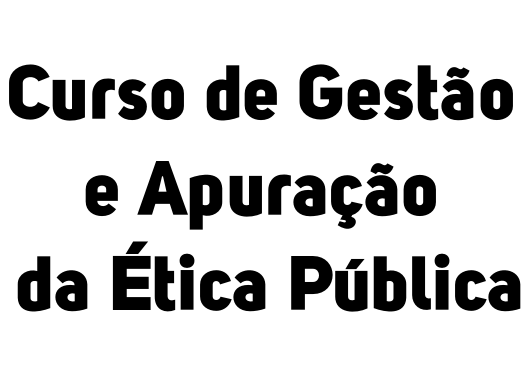 Curso de Gestão
e Apuração
da Ética Pública